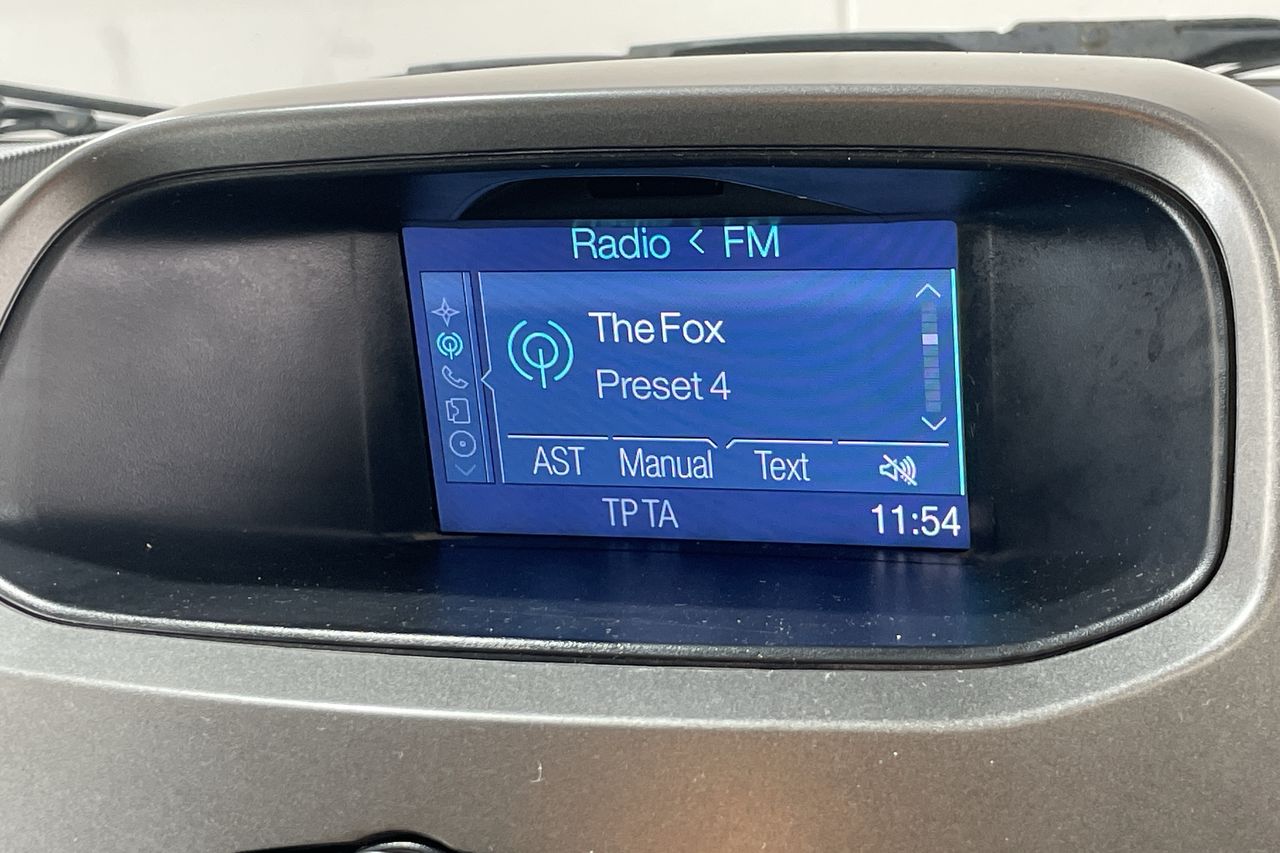 Radio < FM
The Fox
Preset 4
AST Manual Text
TP TA 11:54